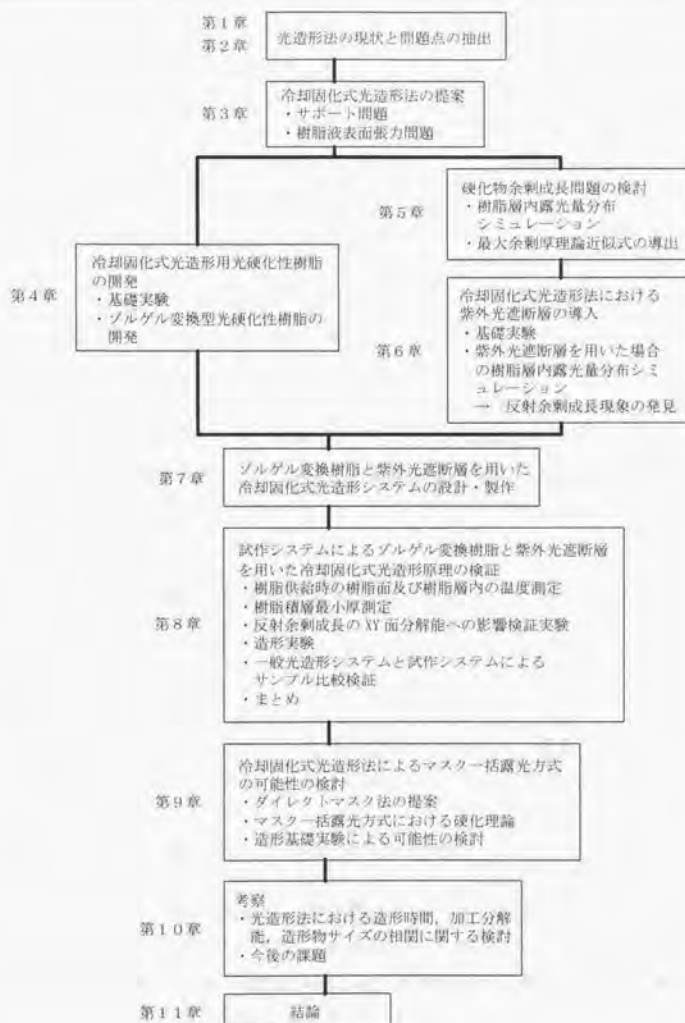 第1章
第2章
光造形法の現状と問題点の抽出
第3章
冷却固化式光造形法の提案
・サポート問題
・樹脂液表面張力問題
第5章
硬化物余剰成長問題の検討
・樹脂層内露光量分布
シミュレーション
・最大余剰厚理論近似式の導出
第4章
冷却固化式光造形用光硬化性樹脂
の開発
・基礎実験
・ゾルゲル変換型光硬化性樹脂の
開発
第6章
冷却固化式光造形法における
紫外光遮断層の導入
・基礎実験
・紫外光遮断層を用いた場合
の樹脂層内露光量分布シミ
ュレーション
→ 反射余剰成長現象の発見
第7章
ゾルゲル変換樹脂と紫外光遮断層を用いた
冷却固化式光造形システムの設計・製作
第8章
試作システムによるゾルゲル変換樹脂と紫外光遮断層
を用いた冷却固化式光造形原理の検証
・樹脂供給時の樹脂面及び樹脂層内の温度測定
・樹脂積層最小厚測定
・反射余剰成長のXY面分解能への影響検証実験
・造形実験
・一般光造形システムと試作システムによる
サンプル比較検証
・まとめ
第9章
冷却固化式光造形法によるマスク一括露光方式
の可能性の検討
・ダイレクトマスク法の提案
・マスク一括露光方式における硬化理論
・造形基礎実験による可能性の検討
第10章
考察
・光造形法における造形時間，加工分解
能，造形物サイズの相関に関する検討
・今後の課題
第11章
結論